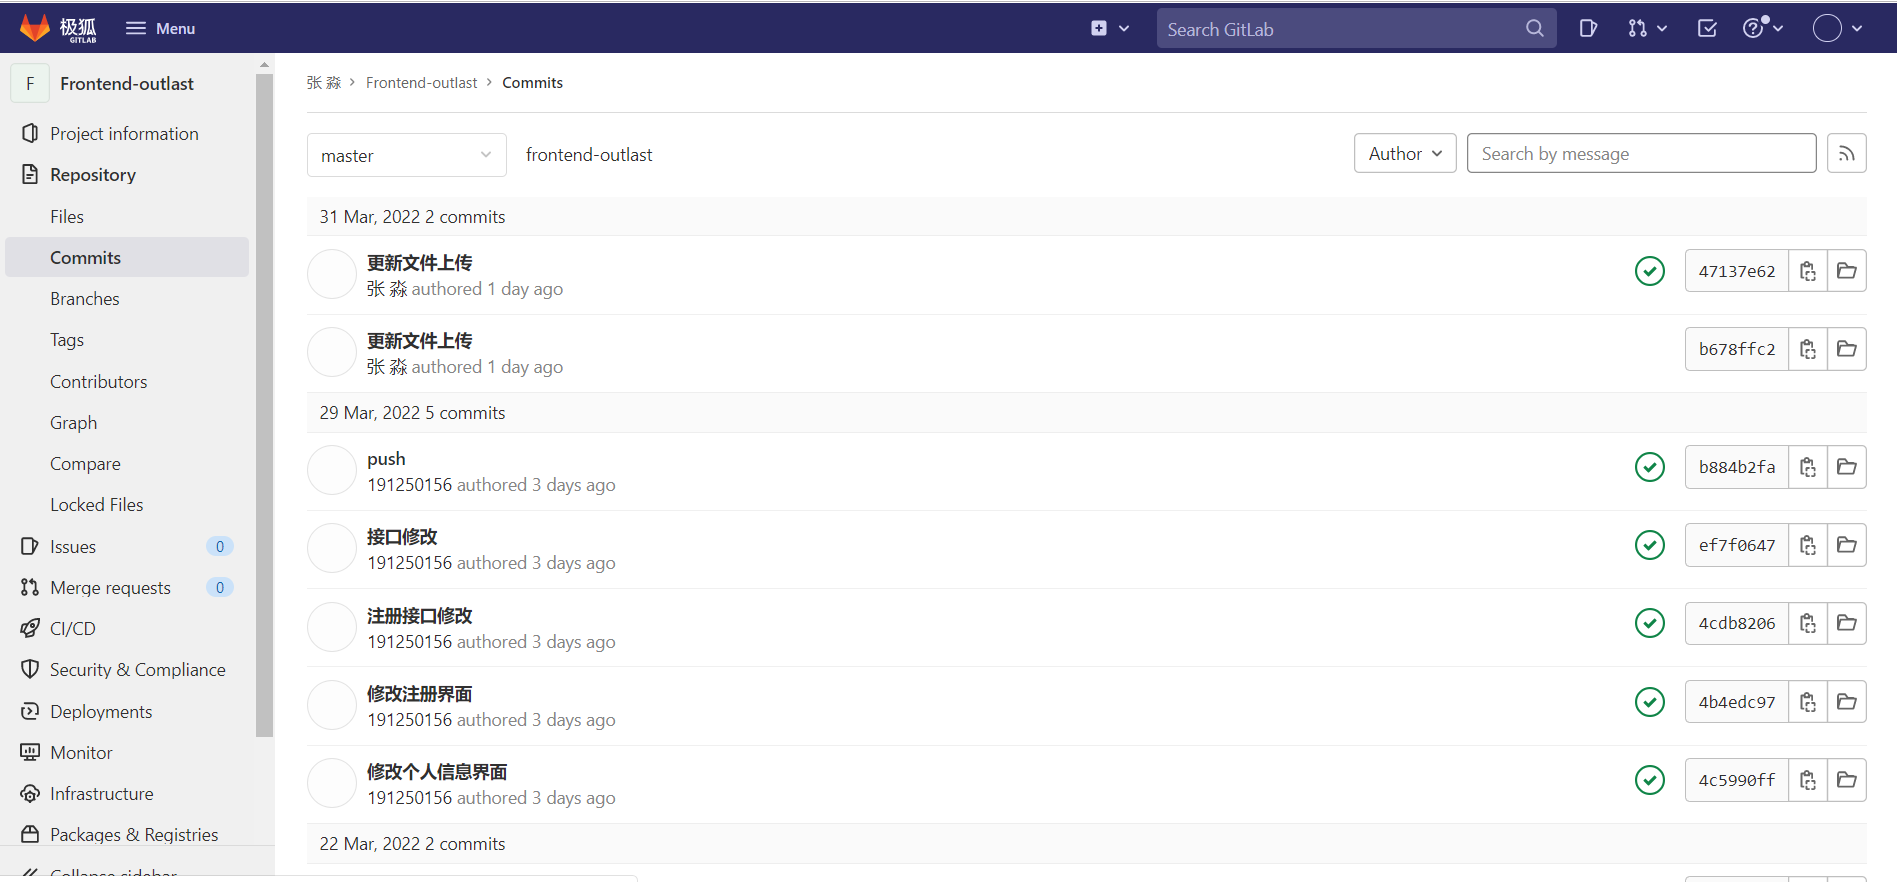 极狐
GITLAB
Menu
Search GitLab
F
Frontend-outlast
Project information
Repository
Files
Commits
Branches
Tags
Contributors
Graph
Compare
Locked Files
Issues 0
Merge requests 0
CI/CD
Security & Compliance
Deployments
Monitor
Infrastructure
Packages & Registries
Collapse sidebar
张 淼 › Frontend-outlast › Commits
master
frontend-outlast
Author
Search by message
31 Mar, 2022 2 commits
更新文件上传
张 淼 authored 1 day ago
47137e62
更新文件上传
张 淼 authored 1 day ago
b678ffc2
29 Mar, 2022 5 commits
push
191250156 authored 3 days ago
b884b2fa
接口修改
191250156 authored 3 days ago
ef7f0647
注册接口修改
191250156 authored 3 days ago
4cdb8206
修改注册界面
191250156 authored 3 days ago
4b4edc97
修改个人信息界面
191250156 authored 3 days ago
4c5990ff
22 Mar, 2022 2 commits